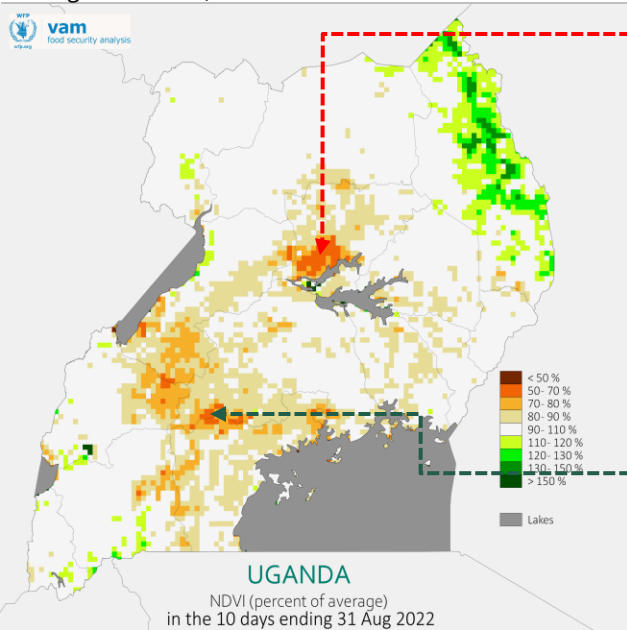 WFP
wfp.org
vam
food security analysis
< 50 %
50- 70 %
70- 80 %
80- 90 %
90- 110 %
110- 120 %
120- 130 %
130- 150 %
> 150 %
Lakes
UGANDA
NDVI (percent of average)
in the 10 days ending 31 Aug 2022